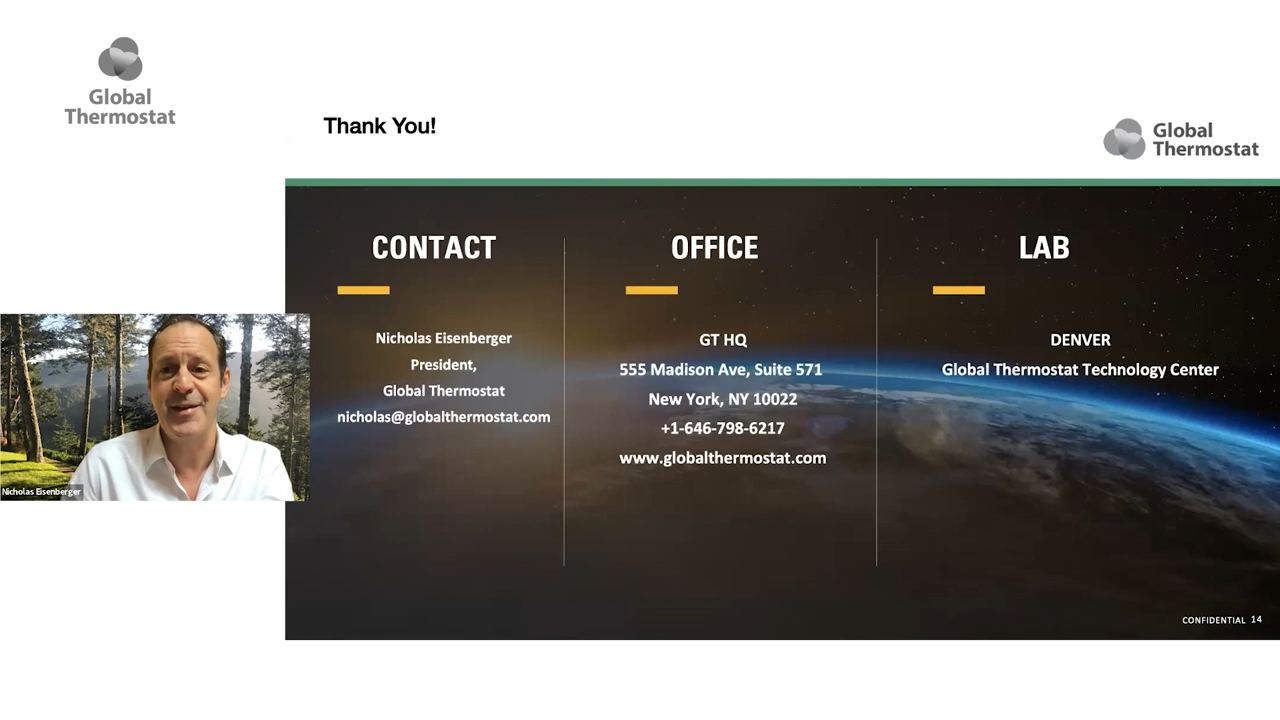 Global
Thermostat
Thank You!
Global
Thermostat
CONTACT
Nicholas Eisenberger
President,
Global Thermostat
nicholas@globalthermostat.com
OFFICE
GT HQ
555 Madison Ave, Suite 571
New York, NY 10022
+1-646-798-6217
www.globalthermostat.com
LAB
DENVER
Global Thermostat Technology Center
Nicholas Eisenberger
CONFIDENTIAL 14